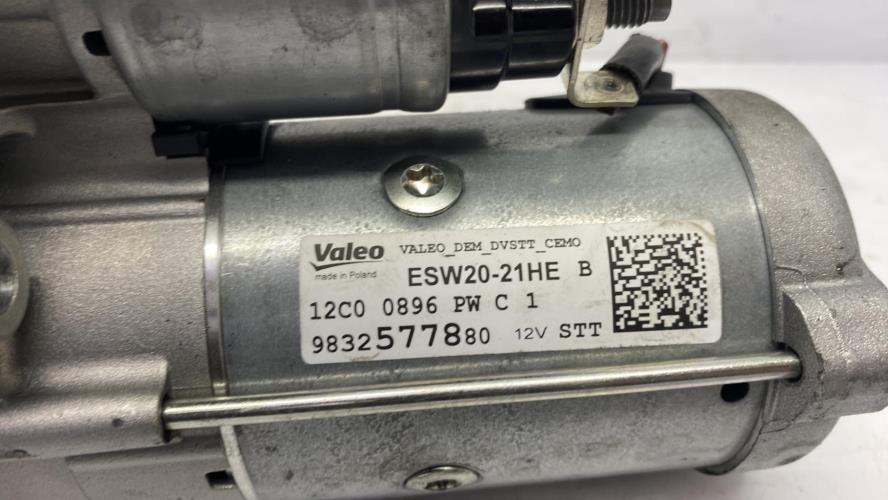 Valeo VALEO_DEM_DVSTT_CEMO
made in Poland ESW20-21HE B
12C0 0896 PW C 1
9832577880 12V STT